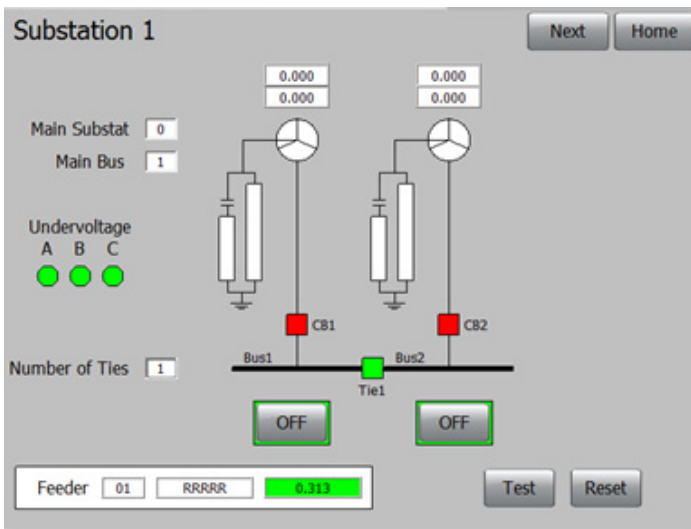 Substation 1
Next
Home
0.000
0.000
0.000
0.000
Main Substat 0
Main Bus 1
Undervoltage
A B C
CB1
CB2
Number of Ties 1
Bus1
Bus2
Tie1
OFF
OFF
Feeder 01 RRRRR 0.313
Test
Reset